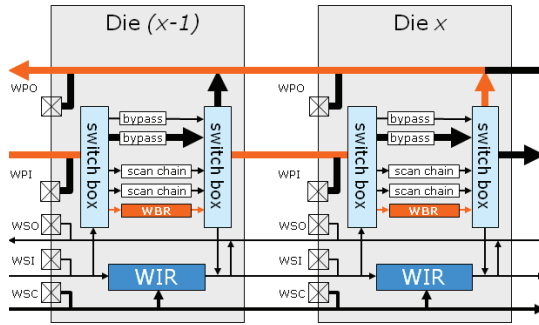 Die (x-1)
Die x
WPO
WPO
bypass
bypass
bypass
bypass
switch box
switch box
switch box
switch box
WPI
WPI
scan chain
scan chain
scan chain
scan chain
WBR
WBR
WSO
WSO
WSI
WSI
WIR
WIR
WSC
WSC